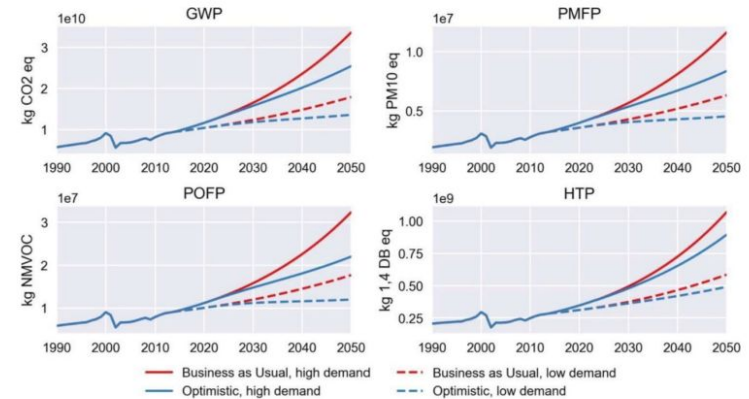 GWP
1e10
kg CO2 eq
3
2
1
1990 2000 2010 2020 2030 2040 2050
PMFP
1e7
kg PM10 eq
1.0
0.5
1990 2000 2010 2020 2030 2040 2050
POFP
1e7
kg NMVOC
3
2
1
1990 2000 2010 2020 2030 2040 2050
HTP
1e9
kg 1,4 DB eq
1.00
0.75
0.50
0.25
1990 2000 2010 2020 2030 2040 2050
Business as Usual, high demand
Optimistic, high demand
Business as Usual, low demand
Optimistic, low demand